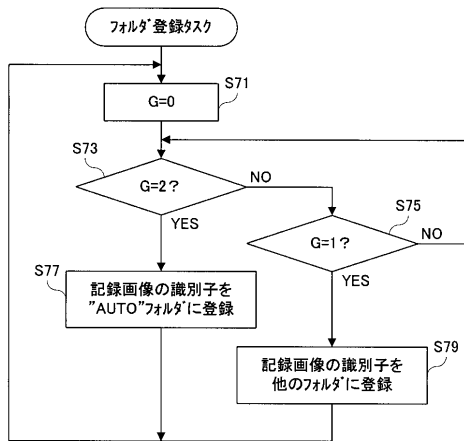 フォルダ登録タスク
S71
G=0
S73
G=2?
NO
S75
YES
G=1?
NO
S77
YES
記録画像の識別子を
"AUTO"フォルダに登録
S79
記録画像の識別子を
他のフォルダに登録